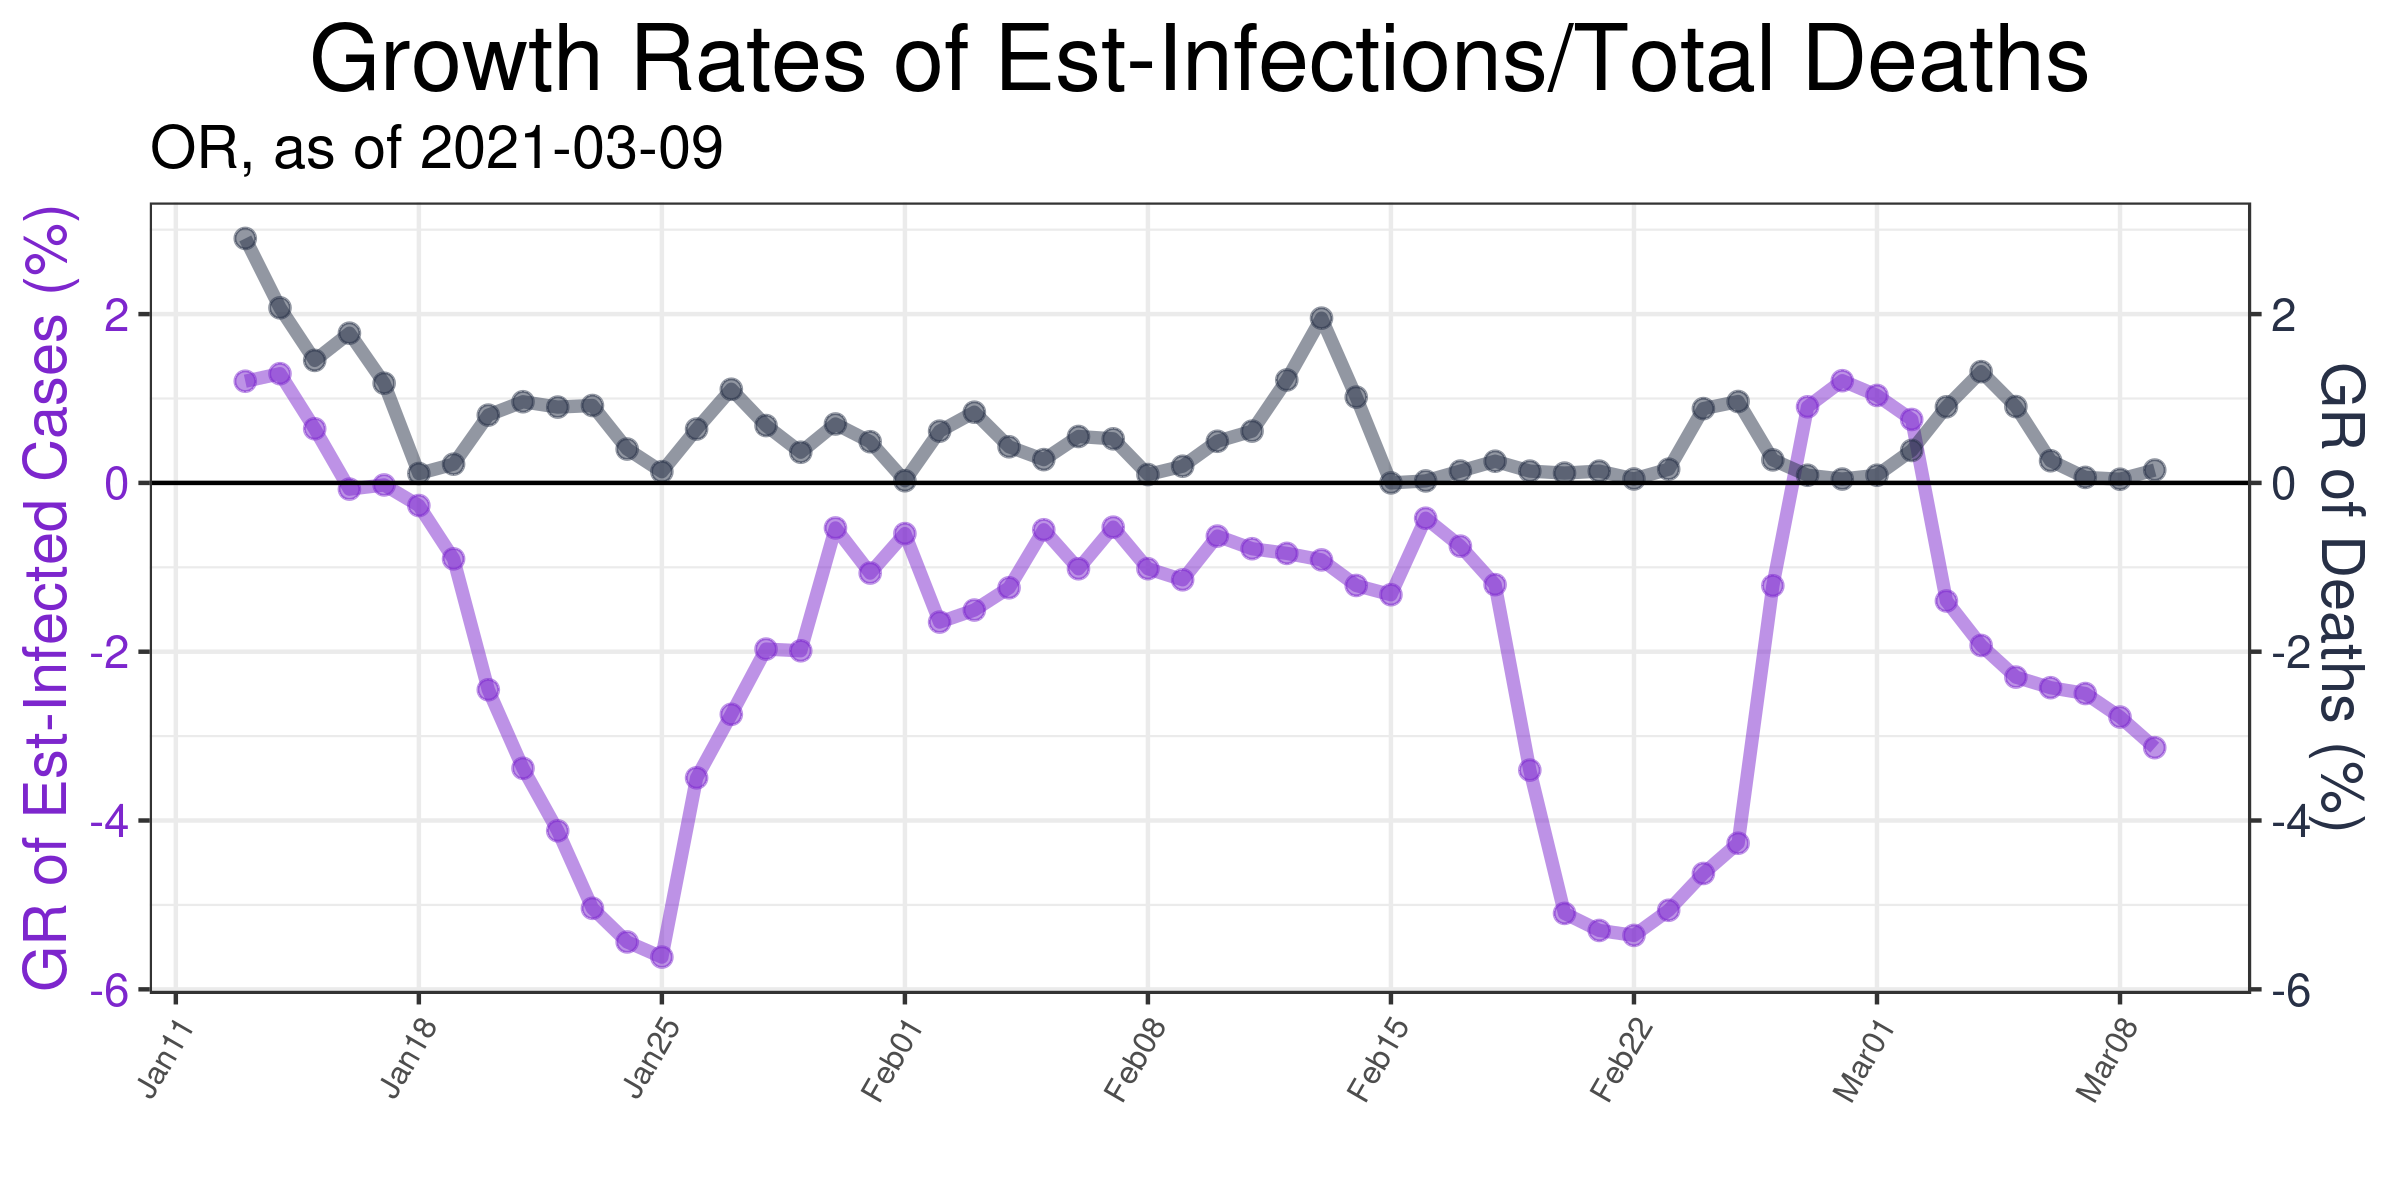 Growth Rates of Est-Infections/Total Deaths
OR, as of 2021-03-09
GR of Est-Infected Cases (%)
2
0
-2
-4
-6
2
0
-2
-4
-6
GR of Deaths (%)
Jan11
Jan18
Jan25
Feb01
Feb08
Feb15
Feb22
Mar01
Mar08